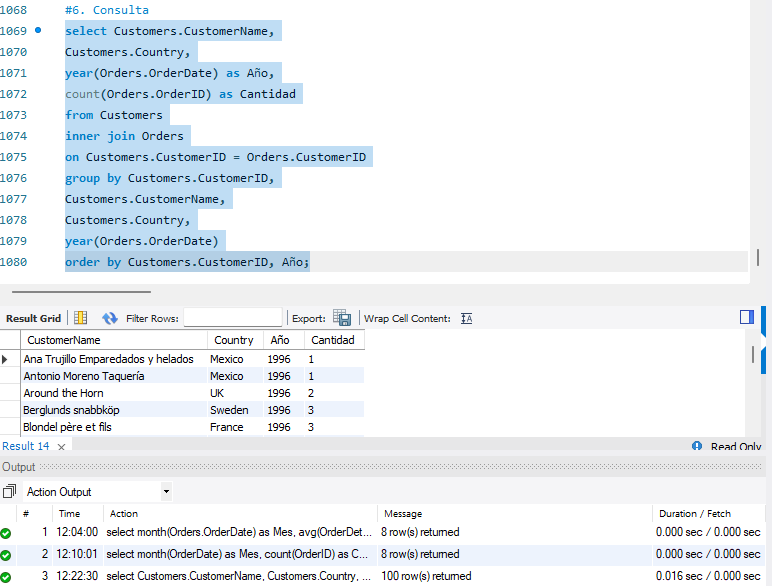 1068 #6. Consulta
1069 select Customers.CustomerName,
1070 Customers.Country,
1071 year(Orders.OrderDate) as Año,
1072 count(Orders.OrderID) as Cantidad
1073 from Customers
1074 inner join Orders
1075 on Customers.CustomerID = Orders.CustomerID
1076 group by Customers.CustomerID,
1077 Customers.CustomerName,
1078 Customers.Country,
1079 year(Orders.OrderDate)
1080 order by Customers.CustomerID, Año;
Result Grid Filter Rows: Export: Wrap Cell Content: IA
CustomerName Country Año Cantidad
Ana Trujillo Emparedados y helados Mexico 1996 1
Antonio Moreno Taquería Mexico 1996 1
Around the Horn UK 1996 2
Berglunds snabbköp Sweden 1996 3
Blondel père et fils France 1996 3
Result 14 Read Only
Output
Action Output
# Time Action Message Duration / Fetch
1 12:04:00 select month(Orders.OrderDate) as Mes, avg(OrderDet... 8 row(s) returned 0.000 sec / 0.000 sec
2 12:10:01 select month(OrderDate) as Mes, count(OrderID) as C... 8 row(s) returned 0.000 sec / 0.000 sec
3 12:22:30 select Customers.CustomerName, Customers.Country, ... 100 row(s) returned 0.016 sec / 0.000 sec